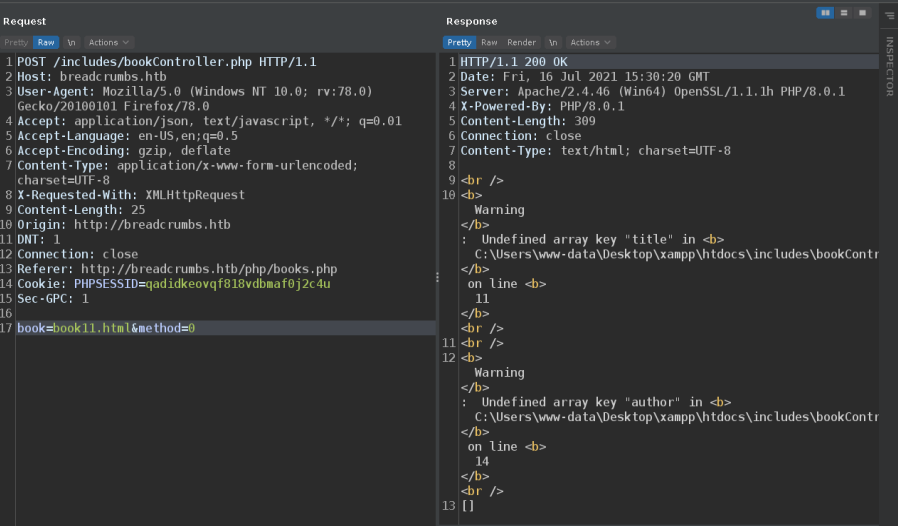 Request
Pretty Raw \n Actions
1 POST /includes/bookController.php HTTP/1.1
2 Host: breadcrumbs.htb
3 User-Agent: Mozilla/5.0 (Windows NT 10.0; rv:78.0)
Gecko/20100101 Firefox/78.0
4 Accept: application/json, text/javascript, */*; q=0.01
5 Accept-Language: en-US,en;q=0.5
6 Accept-Encoding: gzip, deflate
7 Content-Type: application/x-www-form-urlencoded;
charset=UTF-8
8 X-Requested-With: XMLHttpRequest
9 Content-Length: 25
10 Origin: http://breadcrumbs.htb
11 DNT: 1
12 Connection: close
13 Referer: http://breadcrumbs.htb/php/books.php
14 Cookie: PHPSESSID=qadidkeovqf818vdbmaf0j2c4u
15 Sec-GPC: 1
16
17 book=book11.html&method=0
Response
Pretty Raw Render \n Actions
1 HTTP/1.1 200 OK
2 Date: Fri, 16 Jul 2021 15:30:20 GMT
3 Server: Apache/2.4.46 (Win64) OpenSSL/1.1.1h PHP/8.0.1
4 X-Powered-By: PHP/8.0.1
5 Content-Length: 309
6 Connection: close
7 Content-Type: text/html; charset=UTF-8
8
9 <br />
10 <b>
Warning
</b>
:  Undefined array key "title" in <b>
C:\Users\www-data\Desktop\xampp\htdocs\includes\bookContr
</b>
on line <b>
11
</b>
<br />
11 <br />
12 <b>
Warning
</b>
:  Undefined array key "author" in <b>
C:\Users\www-data\Desktop\xampp\htdocs\includes\bookContr
</b>
on line <b>
14
</b>
<br />
13 []
INSPECTOR